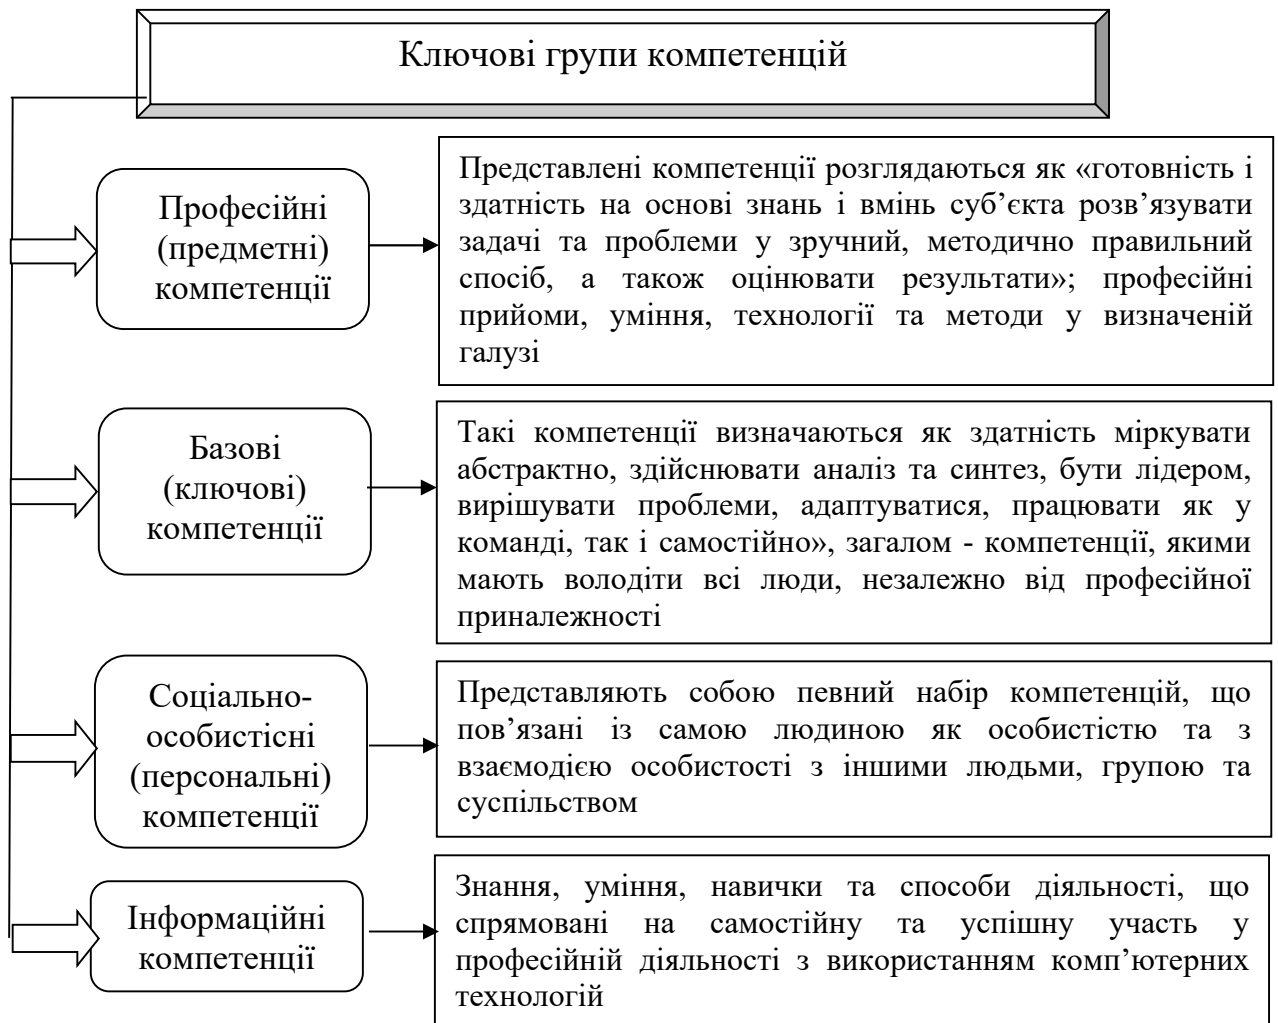 Ключові групи компетенцій
Професійні
(предметні)
компетенції
Представлені компетенції розглядаються як «готовність і
здатність на основі знань і вмінь суб’єкта розв’язувати
задачі та проблеми у зручний, методично правильний
спосіб, а також оцінювати результати»; професійні
прийоми, уміння, технології та методи у визначеній
галузі
Базові
(ключові)
компетенції
Такі компетенції визначаються як здатність міркувати
абстрактно, здійснювати аналіз та синтез, бути лідером,
вирішувати проблеми, адаптуватися, працювати як у
команді, так і самостійно», загалом - компетенції, якими
мають володіти всі люди, незалежно від професійної
приналежності
Соціально-
особистісні
(персональні)
компетенції
Представляють собою певний набір компетенцій, що
пов’язані із самою людиною як особистістю та з
взаємодією особистості з іншими людьми, групою та
суспільством
Інформаційні
компетенції
Знання, уміння, навички та способи діяльності, що
спрямовані на самостійну та успішну участь у
професійній діяльності з використанням комп’ютерних
технологій